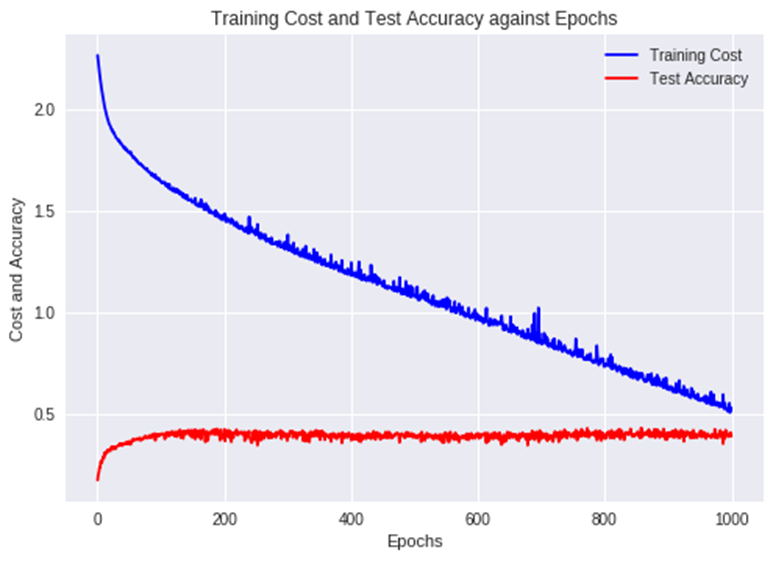 Training Cost and Test Accuracy against Epochs
Training Cost
Test Accuracy
2.0
1.5
1.0
0.5
Cost and Accuracy
0 200 400 600 800 1000
Epochs